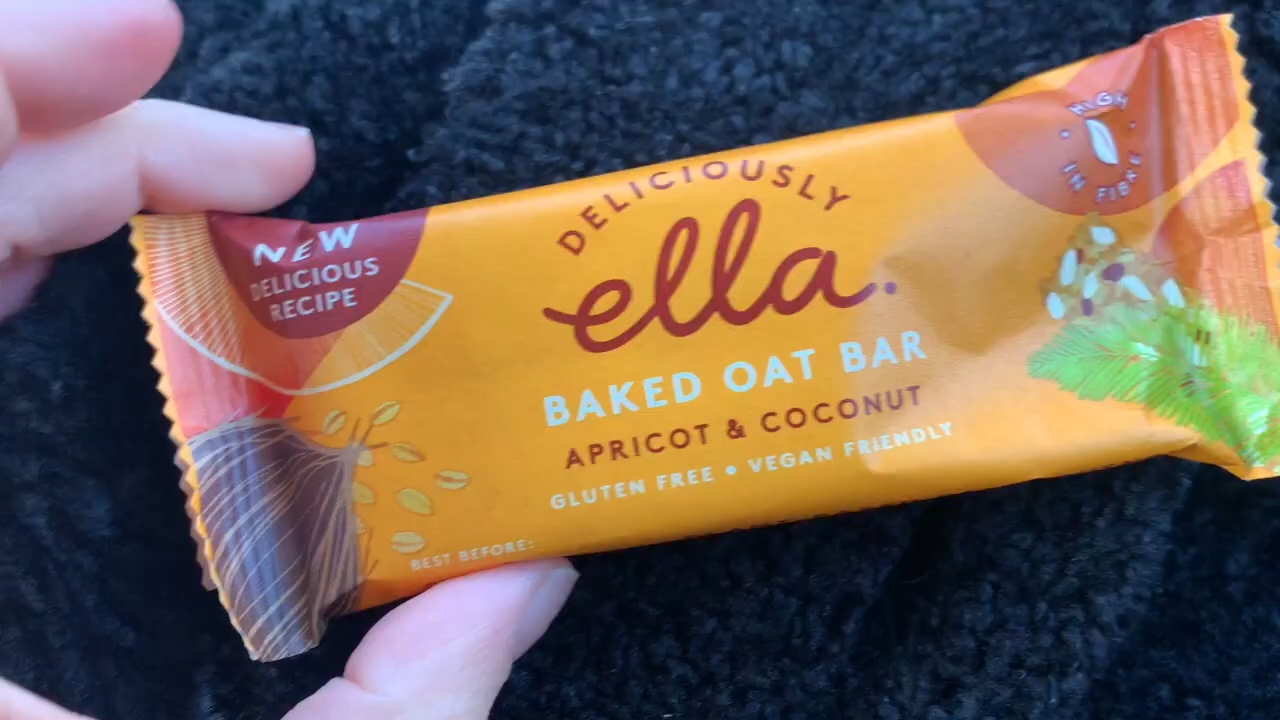 NEW
DELICIOUS
RECIPE
DELICIOUSLY
ella.
BAKED OAT BAR
APRICOT & COCONUT
GLUTEN FREE • VEGAN FRIENDLY
BEST BEFORE:
HIGH
IN FIBRE